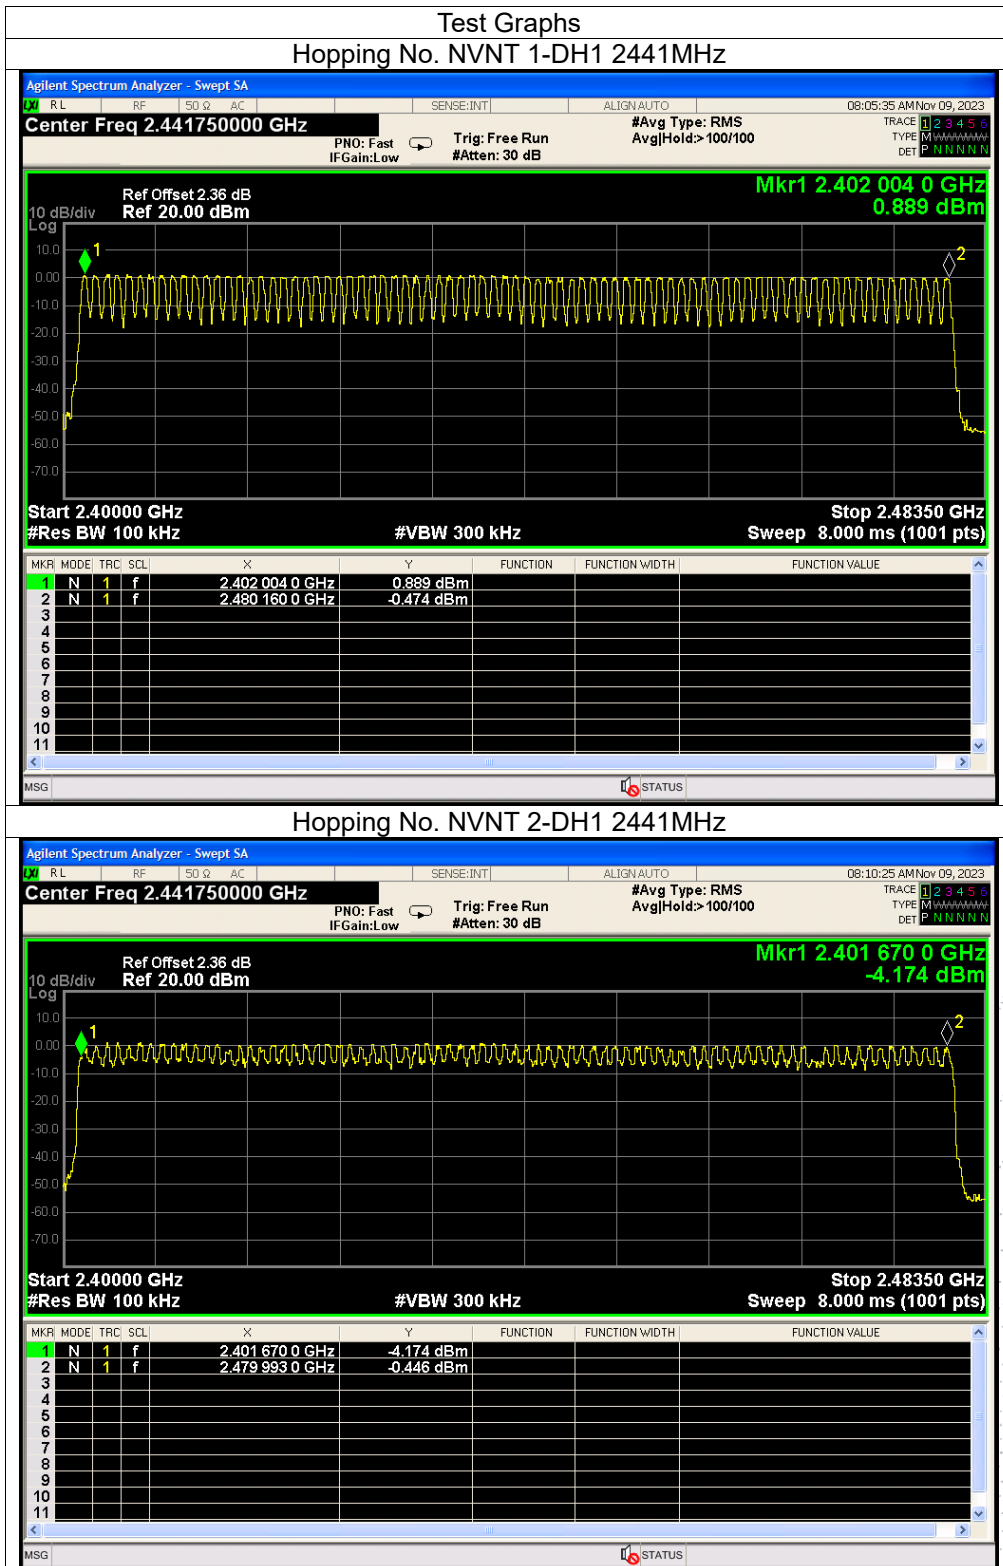 Test Graphs
Hopping No. NVNT 1-DH1 2441MHz
Agilent Spectrum Analyzer - Swept SA
LXI RL RF 50 Ω AC SENSE:INT ALIGN AUTO 08:05:35 AM Nov 09, 2023
Center Freq 2.441750000 GHz #Avg Type: RMS TRACE 1 2 3 4 5 6
PNO: Fast Trig: Free Run Avg|Hold:> 100/100 TYPE M
IFGain:Low #Atten: 30 dB DET P N N N N N
Mkr1 2.402 004 0 GHz
Ref Offset 2.36 dB 0.889 dBm
10 dB/div Ref 20.00 dBm
Log
10.0
0.00
-10.0
-20.0
-30.0
-40.0
-50.0
-60.0
-70.0
1
2
Start 2.40000 GHz Stop 2.48350 GHz
#Res BW 100 kHz #VBW 300 kHz Sweep 8.000 ms (1001 pts)
MKR MODE TRC SCL X Y FUNCTION FUNCTION WIDTH FUNCTION VALUE
1 N 1 f 2.402 004 0 GHz 0.889 dBm
2 N 1 f 2.480 160 0 GHz -0.474 dBm
3
4
5
6
7
8
9
10
11
MSG STATUS
Hopping No. NVNT 2-DH1 2441MHz
Agilent Spectrum Analyzer - Swept SA
LXI RL RF 50 Ω AC SENSE:INT ALIGN AUTO 08:10:25 AM Nov 09, 2023
Center Freq 2.441750000 GHz #Avg Type: RMS TRACE 1 2 3 4 5 6
PNO: Fast Trig: Free Run Avg|Hold:> 100/100 TYPE M
IFGain:Low #Atten: 30 dB DET P N N N N N
Mkr1 2.401 670 0 GHz
Ref Offset 2.36 dB -4.174 dBm
10 dB/div Ref 20.00 dBm
Log
10.0
0.00
-10.0
-20.0
-30.0
-40.0
-50.0
-60.0
-70.0
1
2
Start 2.40000 GHz Stop 2.48350 GHz
#Res BW 100 kHz #VBW 300 kHz Sweep 8.000 ms (1001 pts)
MKR MODE TRC SCL X Y FUNCTION FUNCTION WIDTH FUNCTION VALUE
1 N 1 f 2.401 670 0 GHz -4.174 dBm
2 N 1 f 2.479 993 0 GHz -0.446 dBm
3
4
5
6
7
8
9
10
11
MSG STATUS